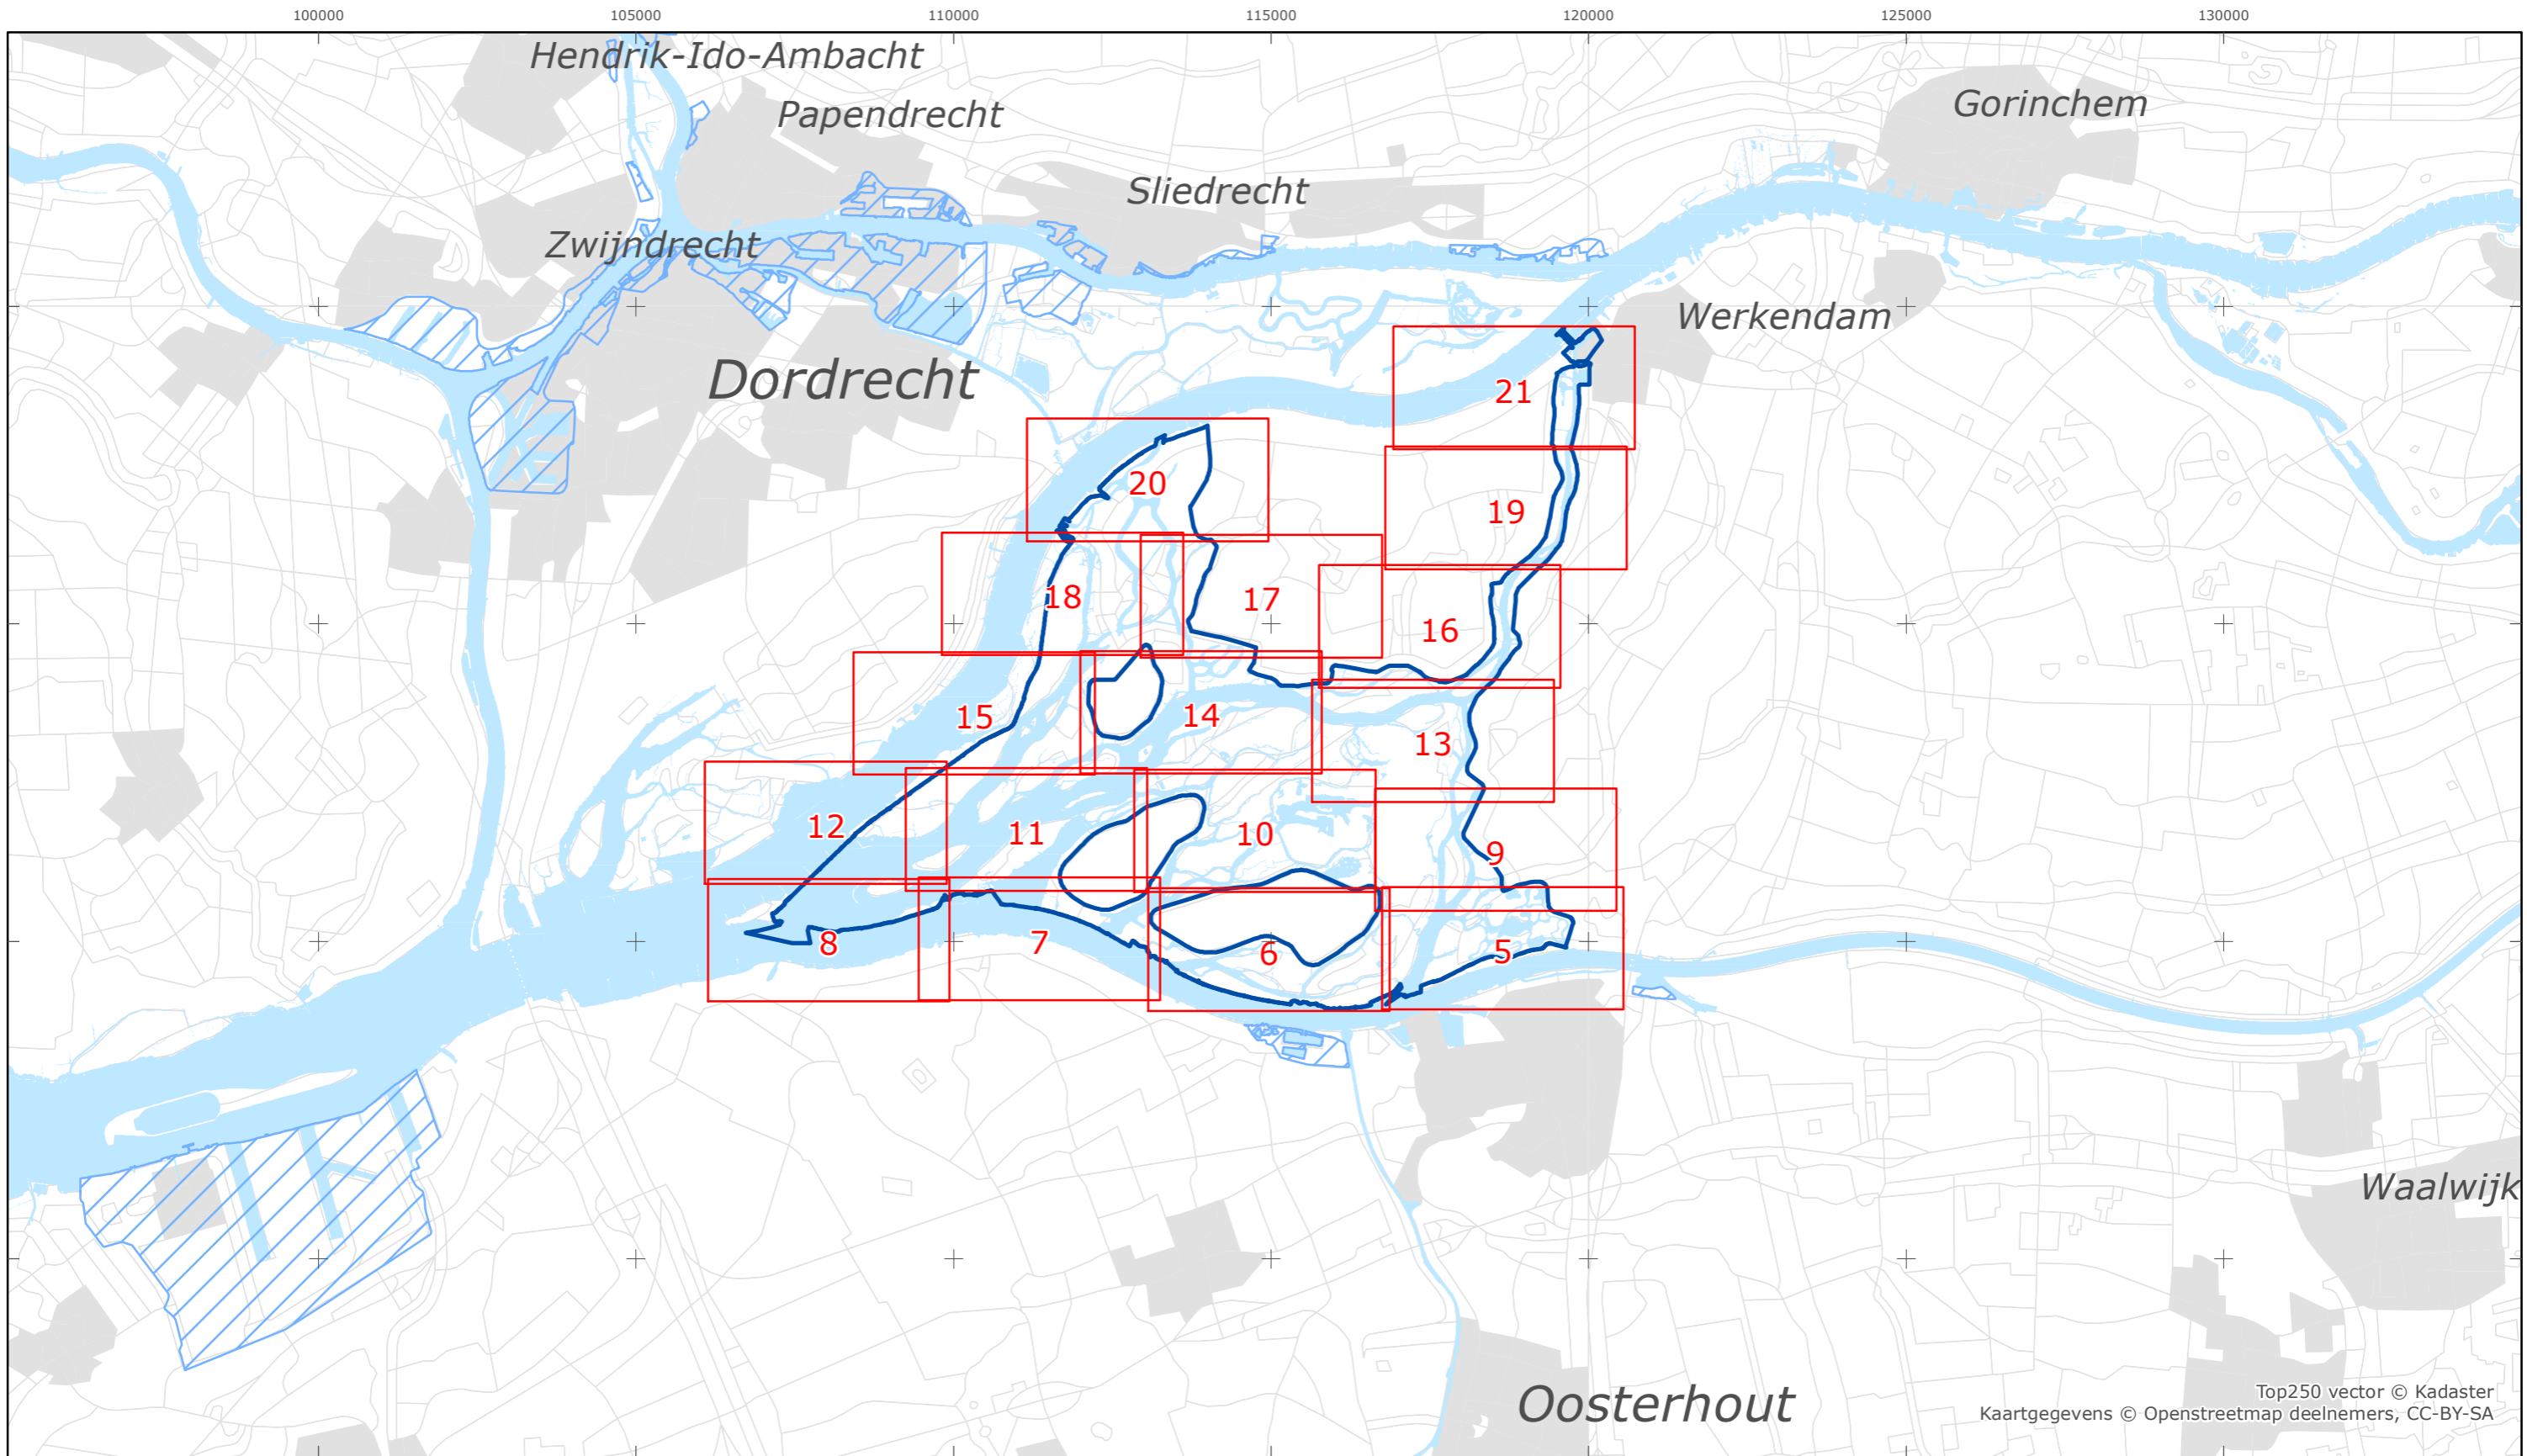 100000 105000 110000 115000 120000 125000 130000
Hendrik-Ido-Ambacht
Papendrecht
Gorinchem
Sliedrecht
Zwijndrecht
Werkendam
Dordrecht
21
20
19
18
17
16
15
14
13
12
11
10
9
8
7
6
5
Waalwijk
Oosterhout
Top250 vector © Kadaster
Kaartgegevens © Openstreetmap deelnemers, CC-BY-SA